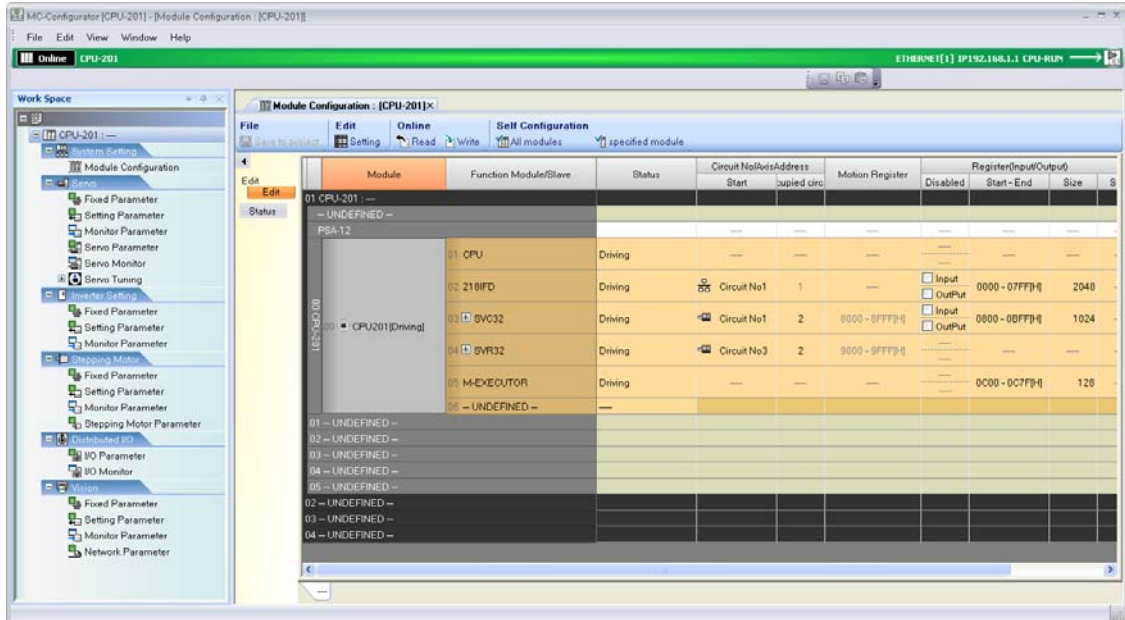 MC-Configurator [CPU-201] - [Module Configuration : [CPU-201]]
File Edit View Window Help
Online CPU-201 ETHERNET[1] IP192.168.1.1 CPU-RUN
Work Space
Module Configuration : [CPU-201]×
File Edit Online Self Configuration
Save to project Setting Read Write All modules specified module
CPU-201 : ---
System Setting
Module Configuration
Servo
Fixed Parameter
Setting Parameter
Monitor Parameter
Servo Parameter
Servo Monitor
Servo Tuning
Inverter Setting
Fixed Parameter
Setting Parameter
Monitor Parameter
Stepping Motor
Fixed Parameter
Setting Parameter
Monitor Parameter
Stepping Motor Parameter
Distributed I/O
I/O Parameter
I/O Monitor
Vision
Fixed Parameter
Setting Parameter
Monitor Parameter
Network Parameter
Edit
Edit
Status
Module Function Module/Slave Status Circuit No/AxisAddress Motion Register Register(Input/Output)
Start cupied circ Disabled Start - End Size S
01 CPU-201 : ---
-- UNDEFINED --
PSA-12 --- --- --- --- --- ---
00 CPU-201
00 CPU201[Driving]
01 CPU Driving --- --- --- --- --- ---
02 218IFD Driving Circuit No1 1 --- Input OutPut 0000 - 07FF[H] 2048
03 SVC32 Driving Circuit No1 2 8000 - 8FFF[H] Input OutPut 0800 - 0BFF[H] 1024
04 SVR32 Driving Circuit No3 2 9000 - 9FFF[H] --- --- ---
05 M-EXECUTOR Driving --- --- --- --- 0C00 - 0C7F[H] 128
06 -- UNDEFINED -- ---
01 -- UNDEFINED --
02 -- UNDEFINED --
03 -- UNDEFINED --
04 -- UNDEFINED --
05 -- UNDEFINED --
02 -- UNDEFINED --
03 -- UNDEFINED --
04 -- UNDEFINED --
---